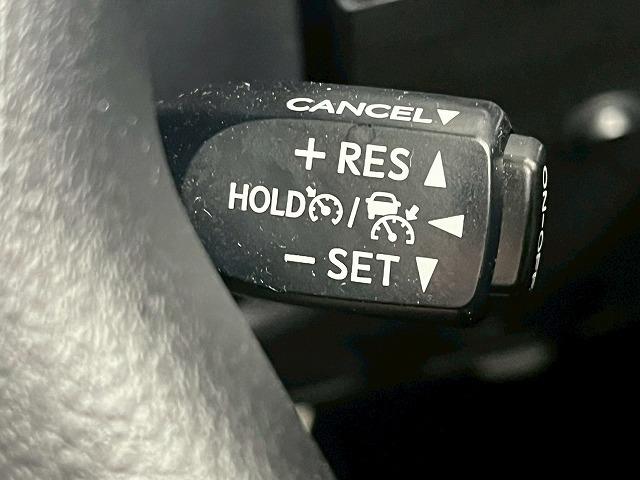 CANCEL▼
+ RES ▲
HOLD / ◀
− SET ▼
ON-OFF